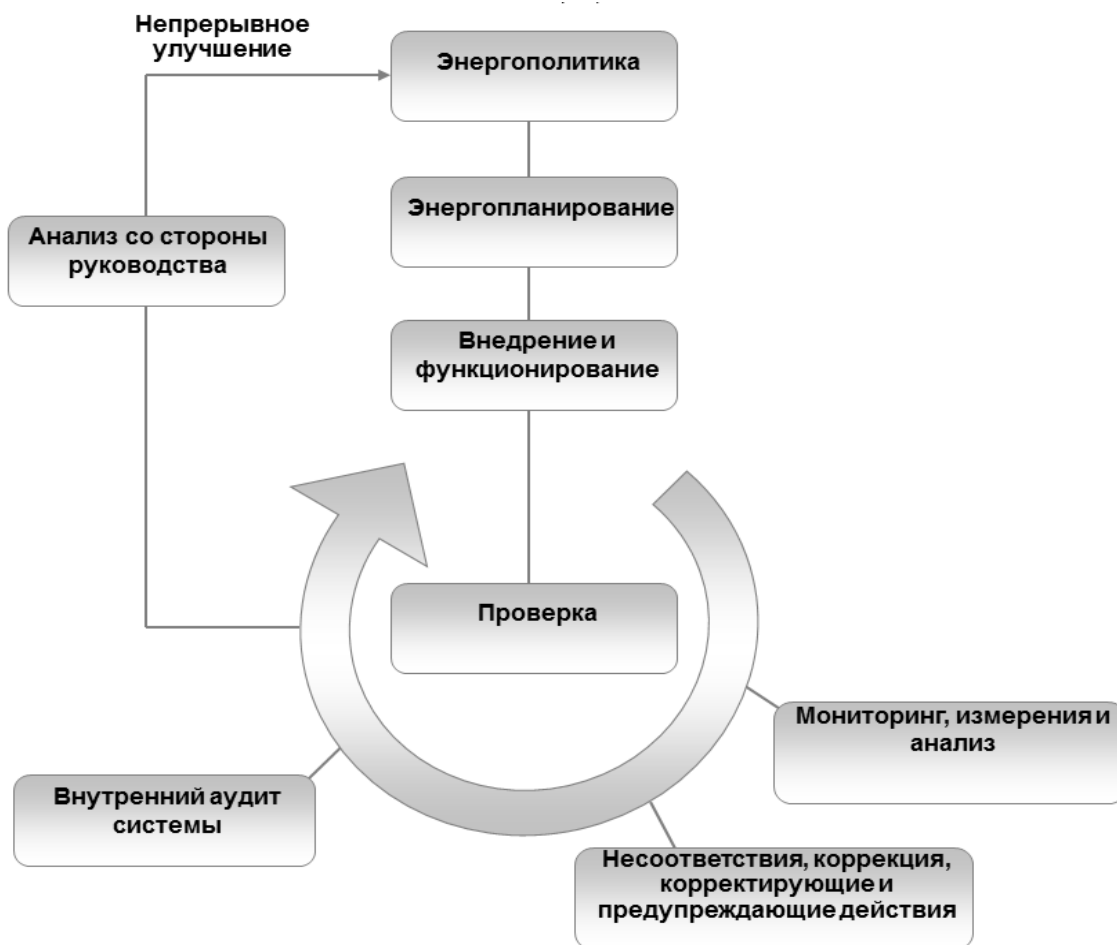 Непрерывное
улучшение
Энергополитика
Энергопланирование
Анализ со стороны
руководства
Внедрение и
функционирование
Проверка
Мониторинг, измерения и
анализ
Внутренний аудит
системы
Несоответствия, коррекция,
корректирующие и
предупреждающие действия